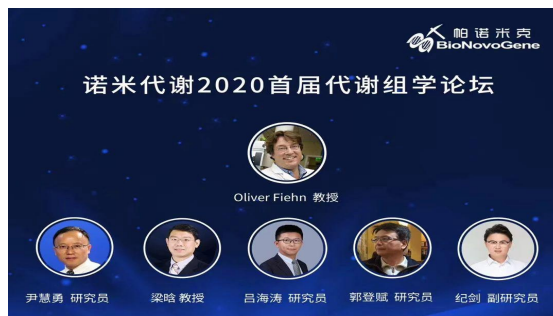 帕诺米克
BioNovoGene
诺米代谢2020首届代谢组学论坛
Oliver Fiehn 教授
尹慧勇 研究员
梁晗 教授
吕海涛 研究员
郭登赋 研究员
纪剑 副研究员